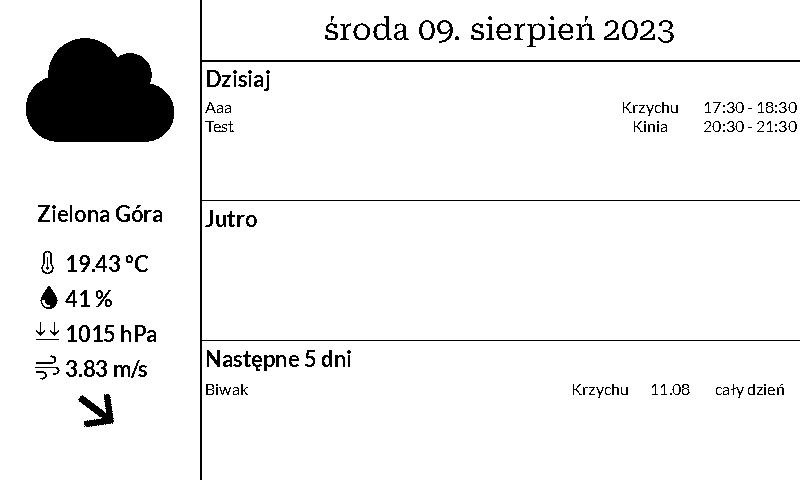 środa 09. sierpień 2023
Zielona Góra
19.43 °C
41 %
1015 hPa
3.83 m/s
Dzisiaj
Aaa Krzychu 17:30 - 18:30
Test Kinia 20:30 - 21:30
Jutro
Następne 5 dni
Biwak Krzychu 11.08 cały dzień